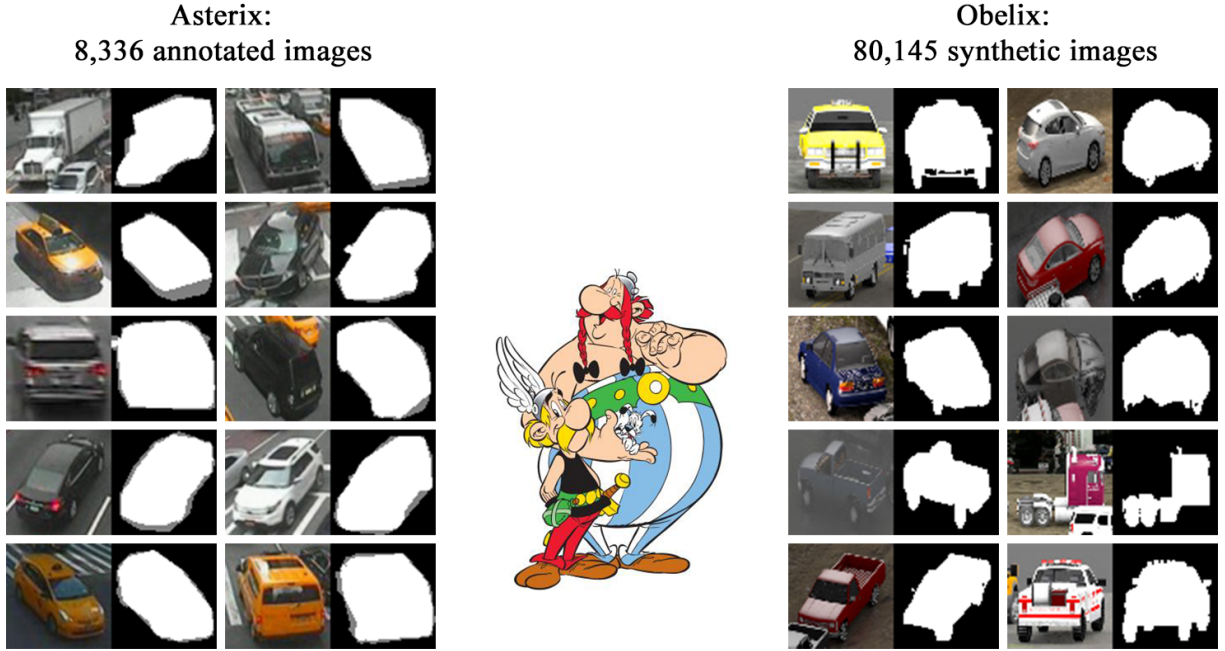 Asterix:
8,336 annotated images
Obelix:
80,145 synthetic images